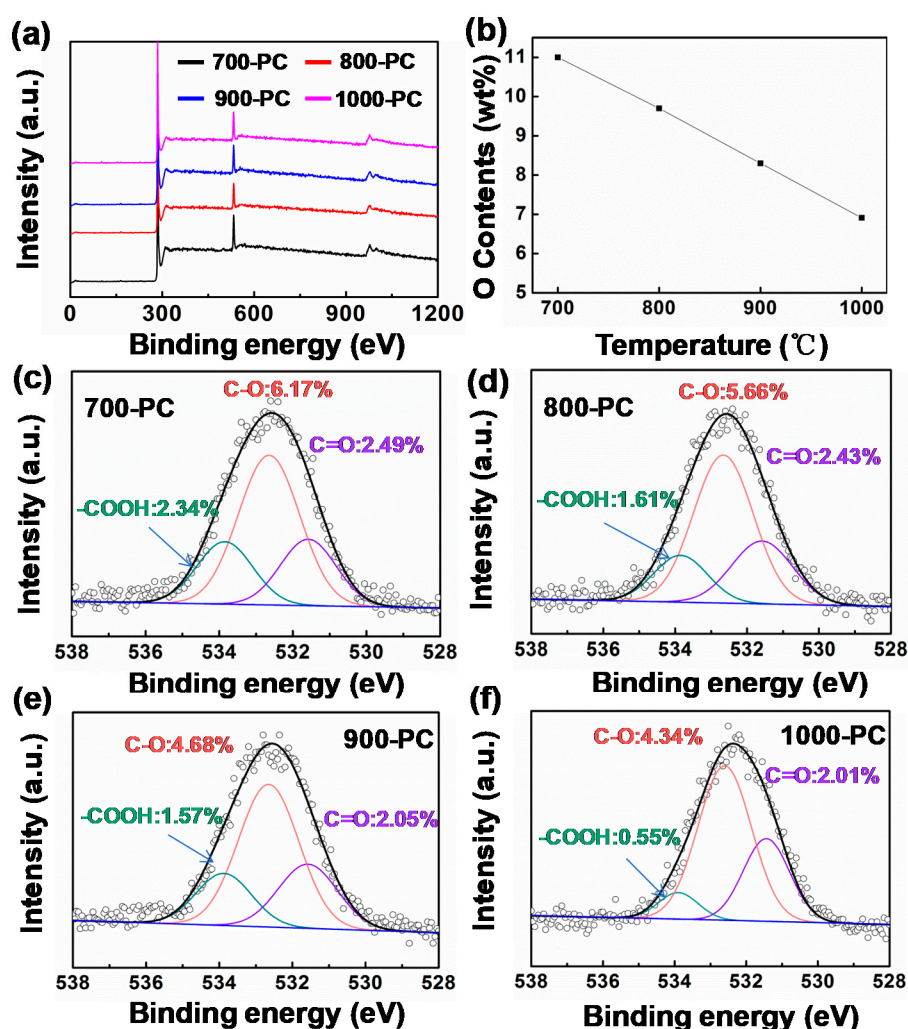 (a)
700-PC 800-PC
900-PC 1000-PC
Intensity (a.u.)
0 300 600 900 1200
Binding energy (eV)
(b)
11
10
9
8
7
6
5
O Contents (wt%)
700 800 900 1000
Temperature (℃)
(c)
700-PC
C-O:6.17%
C=O:2.49%
-COOH:2.34%
Intensity (a.u.)
538 536 534 532 530 528
Binding energy (eV)
(d)
800-PC
C-O:5.66%
C=O:2.43%
-COOH:1.61%
Intensity (a.u.)
538 536 534 532 530 528
Binding energy (eV)
(e)
900-PC
C-O:4.68%
-COOH:1.57%
C=O:2.05%
Intensity (a.u.)
538 536 534 532 530 528
Binding energy (eV)
(f)
1000-PC
C-O:4.34%
C=O:2.01%
-COOH:0.55%
Intensity (a.u.)
538 536 534 532 530 528
Binding energy (eV)